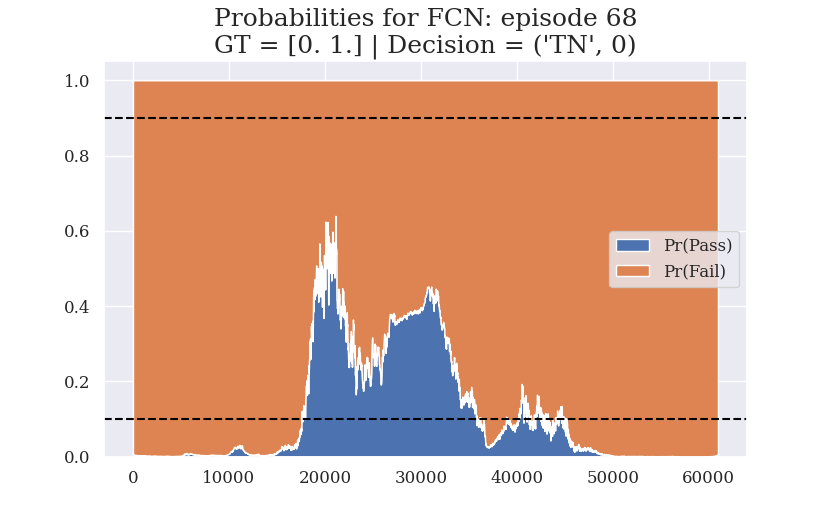 Probabilities for FCN: episode 68
GT = [0. 1.] | Decision = ('TN', 0)
1.0
0.8
0.6
0.4
0.2
0.0
Pr(Pass)
Pr(Fail)
0 10000 20000 30000 40000 50000 60000